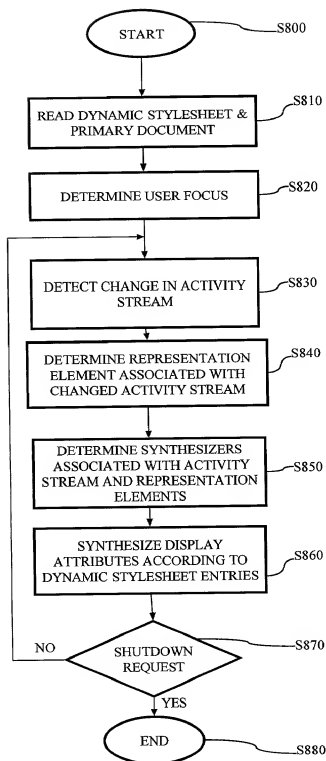 START
S800
READ DYNAMIC STYLESHEET &
PRIMARY DOCUMENT
S810
DETERMINE USER FOCUS
S820
DETECT CHANGE IN ACTIVITY
STREAM
S830
DETERMINE REPRESENTATION
ELEMENT ASSOCIATED WITH
CHANGED ACTIVITY STREAM
S840
DETERMINE SYNTHESIZERS
ASSOCIATED WITH ACTIVITY
STREAM AND REPRESENTATION
ELEMENTS
S850
SYNTHESIZE DISPLAY
ATTRIBUTES ACCORDING TO
DYNAMIC STYLESHEET ENTRIES
S860
NO
SHUTDOWN
REQUEST
S870
YES
END
S880